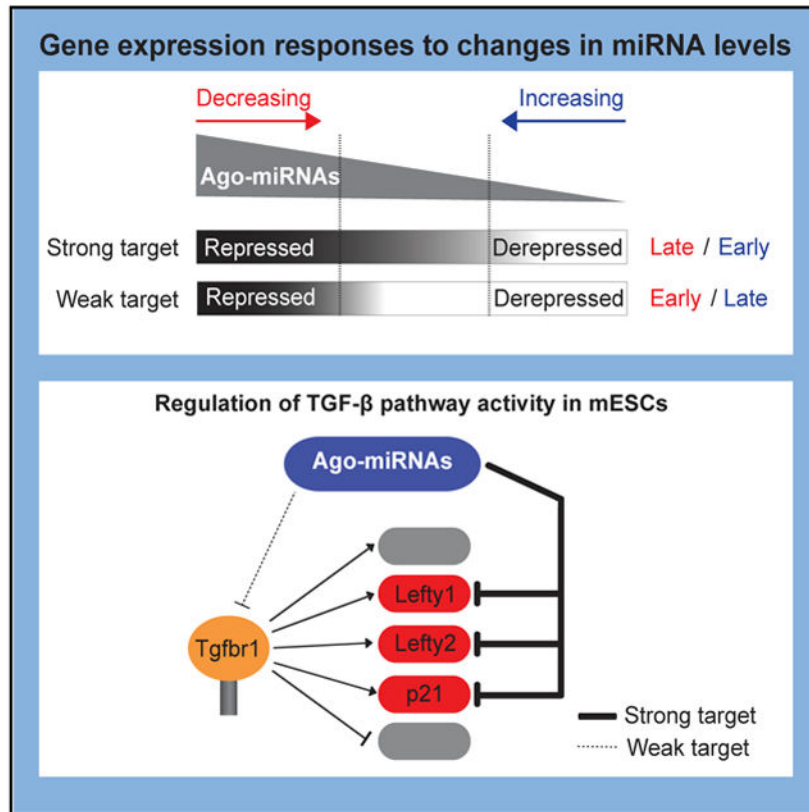 Gene expression responses to changes in miRNA levels
Decreasing Increasing
Ago-miRNAs
Strong target Repressed Derepressed Late / Early
Weak target Repressed Derepressed Early / Late
Regulation of TGF-β pathway activity in mESCs
Ago-miRNAs
Lefty1
Tgfbr1 Lefty2
p21
Strong target
Weak target